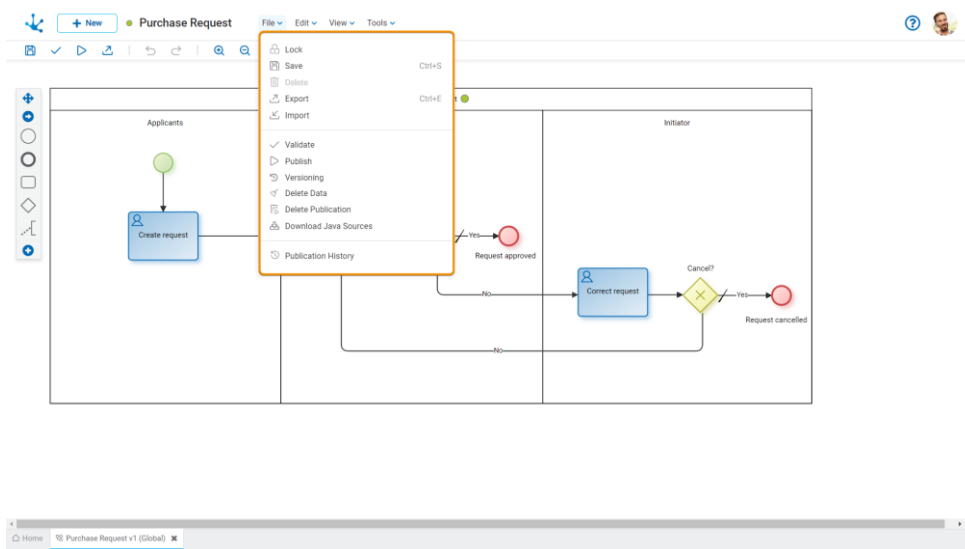 + New
Purchase Request
File
Edit
View
Tools
Lock
Save Ctrl+S
Delete
Export Ctrl+E
Import
Validate
Publish
Versioning
Delete Data
Delete Publication
Download Java Sources
Publication History
Applicants
Initiator
Create request
Yes
Request approved
No
Correct request
Cancel?
Yes
Request cancelled
No
Home
Purchase Request v1 (Global)